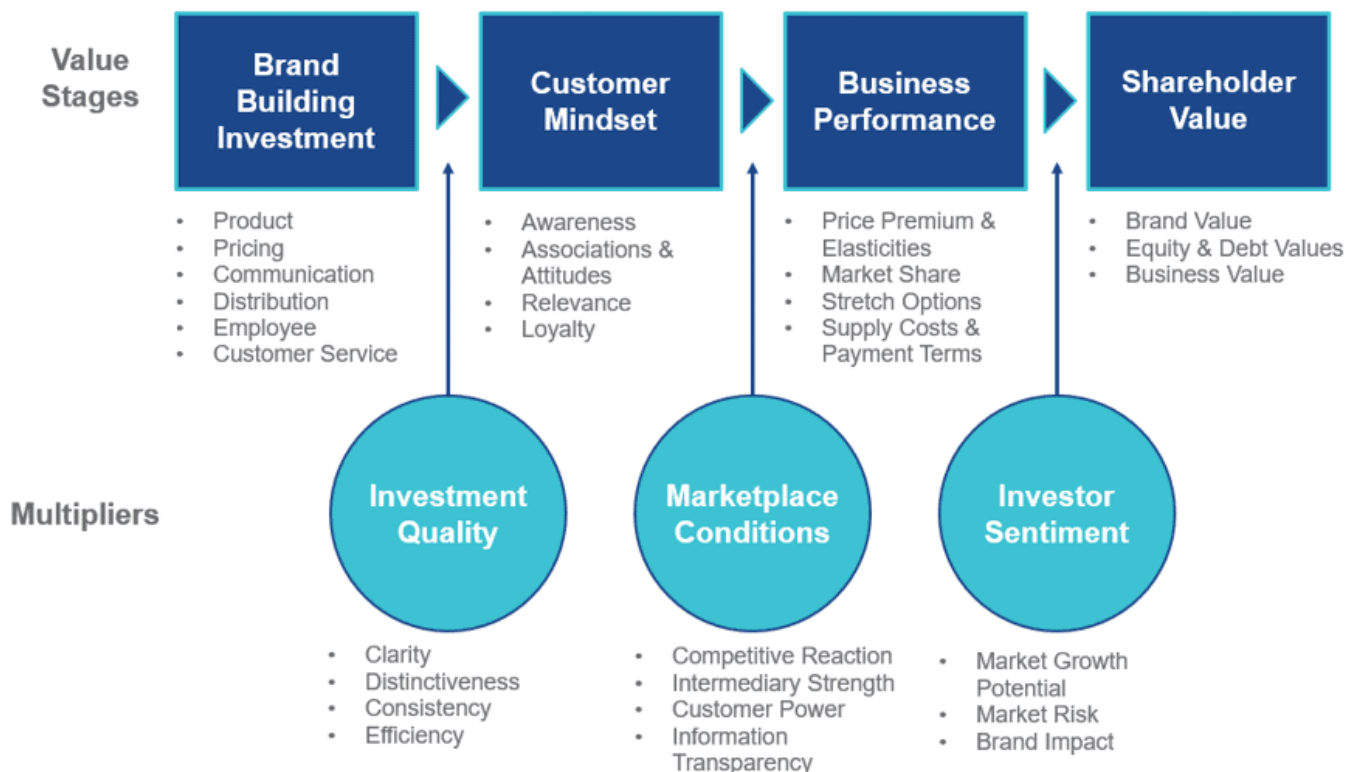 Value
Stages
Brand
Building
Investment
Customer
Mindset
Business
Performance
Shareholder
Value
• Product
• Pricing
• Communication
• Distribution
• Employee
• Customer Service
• Awareness
• Associations &
Attitudes
• Relevance
• Loyalty
• Price Premium &
Elasticities
• Market Share
• Stretch Options
• Supply Costs &
Payment Terms
• Brand Value
• Equity & Debt Values
• Business Value
Multipliers
Investment
Quality
Marketplace
Conditions
Investor
Sentiment
• Clarity
• Distinctiveness
• Consistency
• Efficiency
• Competitive Reaction
• Intermediary Strength
• Customer Power
• Information
Transparency
• Market Growth
Potential
• Market Risk
• Brand Impact